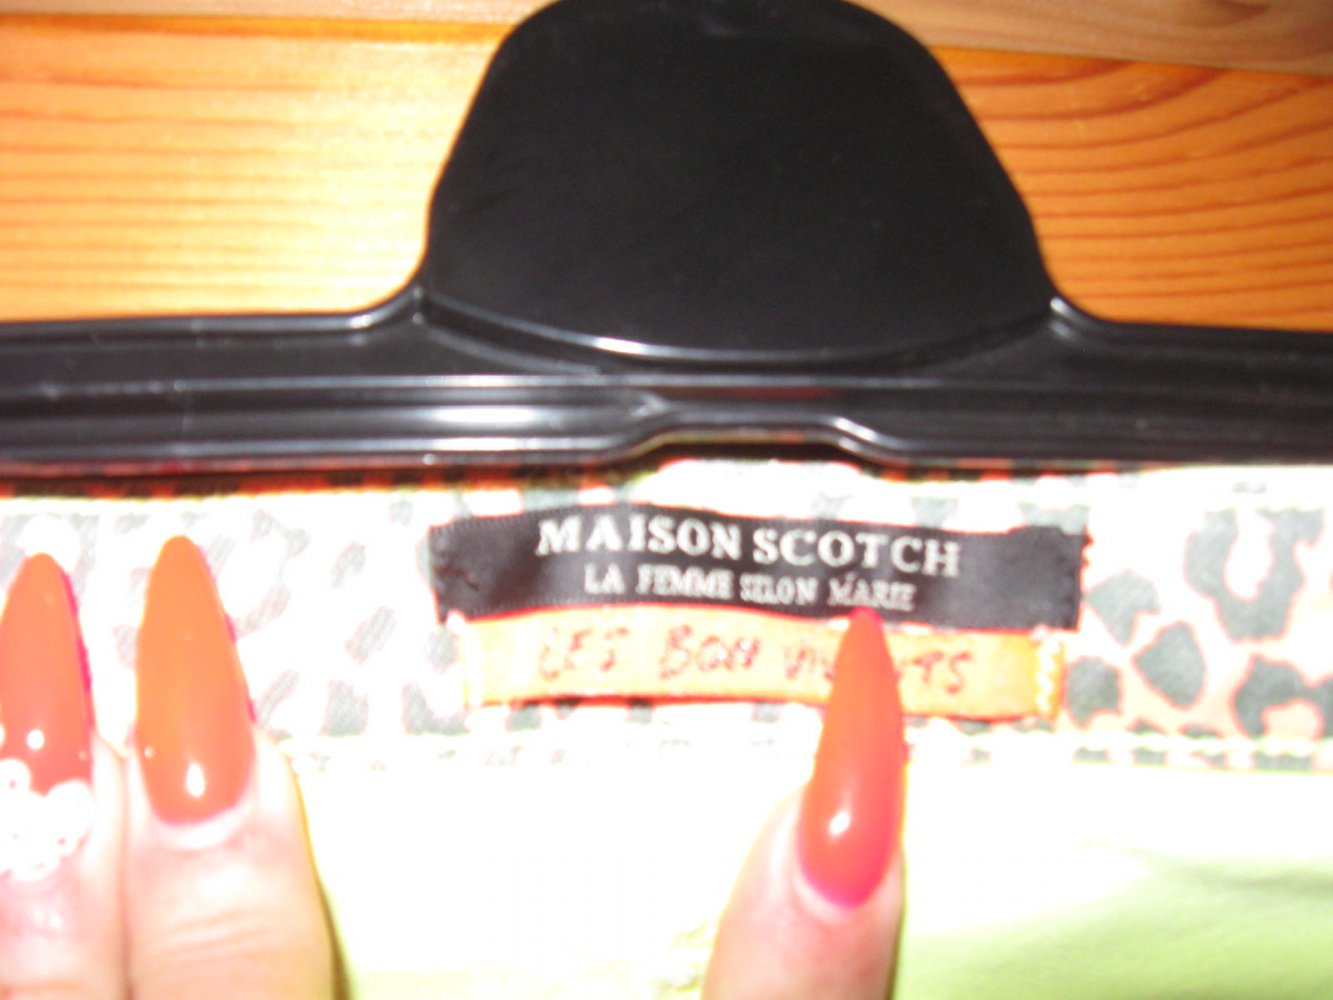 MAISON SCOTCH
LA FEMME SELON MARIE
LES BON